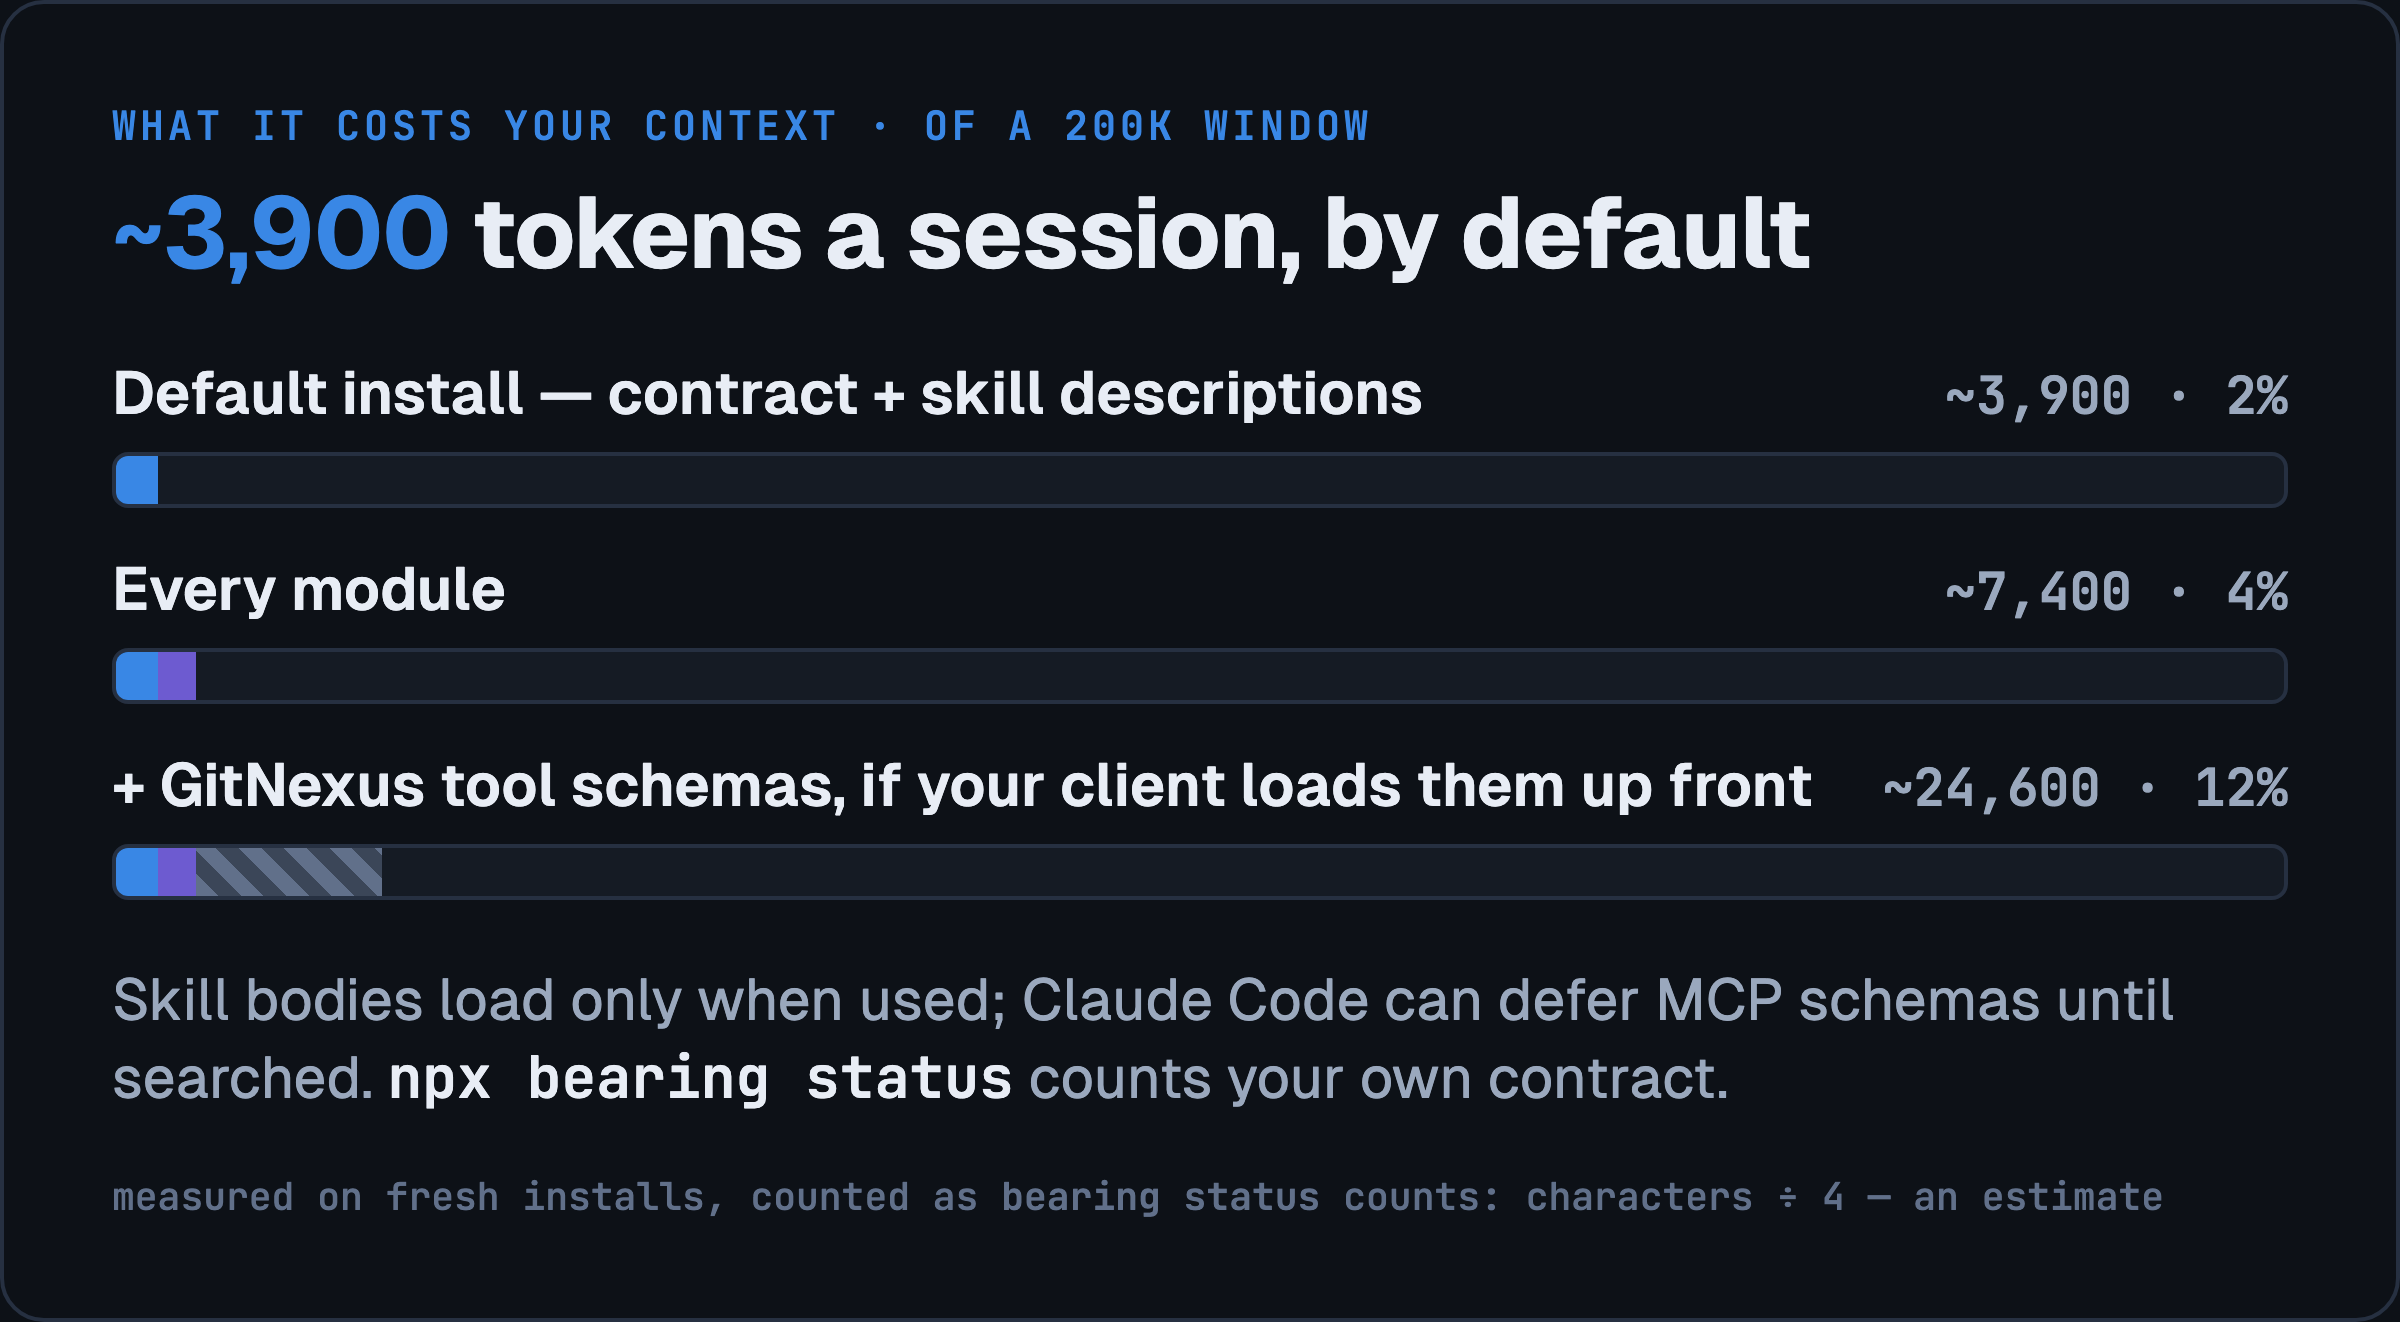 WHAT IT COSTS YOUR CONTEXT · OF A 200K WINDOW
~3,900 tokens a session, by default
Default install — contract + skill descriptions ~3,900 · 2%
Every module ~7,400 · 4%
+ GitNexus tool schemas, if your client loads them up front ~24,600 · 12%
Skill bodies load only when used; Claude Code can defer MCP schemas until
searched. npx bearing status counts your own contract.
measured on fresh installs, counted as bearing status counts: characters ÷ 4 — an estimate